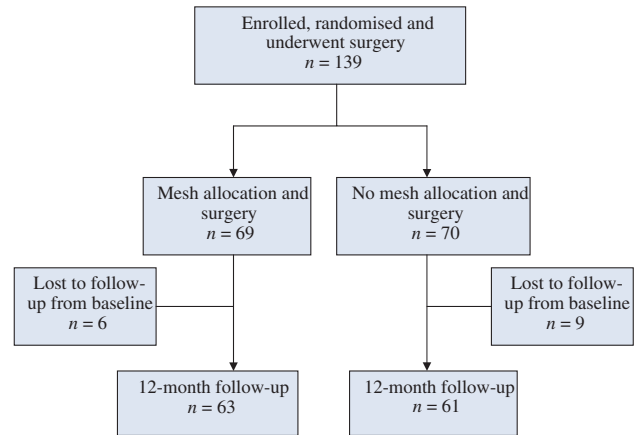 Enrolled, randomised and
underwent surgery
n = 139
Mesh allocation and
surgery
n = 69
No mesh allocation and
surgery
n = 70
Lost to follow-
up from baseline
n = 6
Lost to follow-
up from baseline
n = 9
12-month follow-up
n = 63
12-month follow-up
n = 61